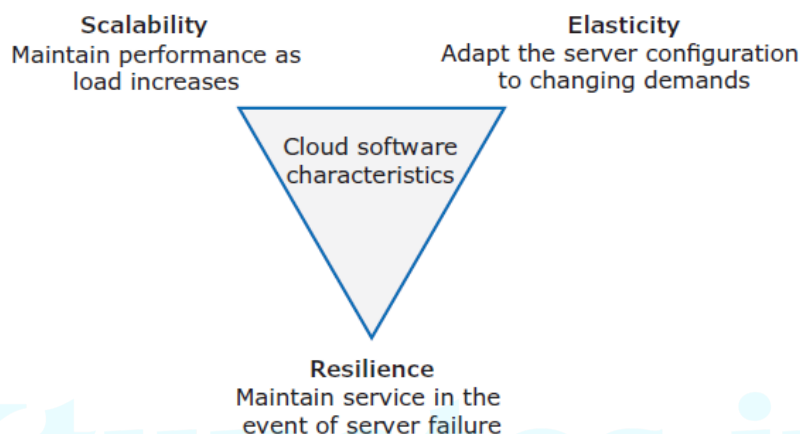 Scalability
Maintain performance as
load increases
Elasticity
Adapt the server configuration
to changing demands
Cloud software
characteristics
Resilience
Maintain service in the
event of server failure